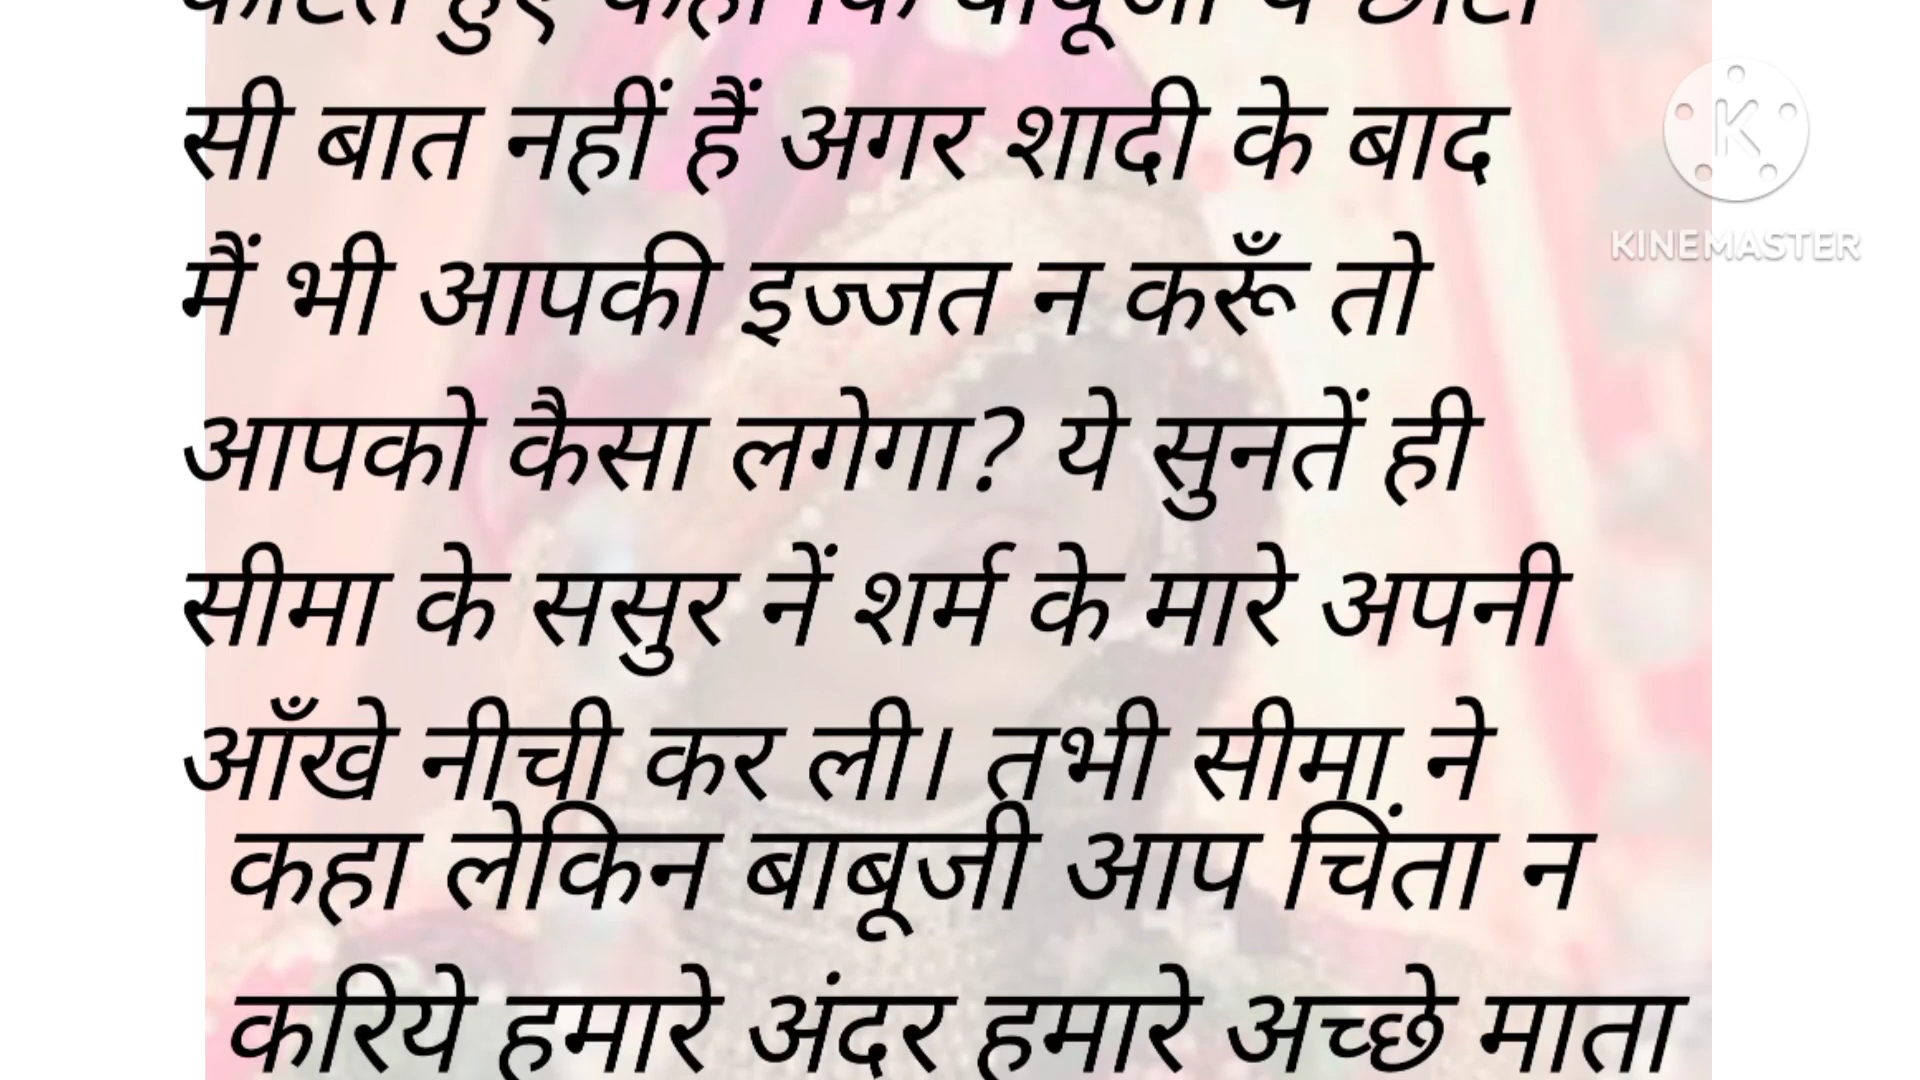 हुए कहा कि बाबूजी ये छोटी
सी बात नहीं हैं अगर शादी के बाद
मैं भी आपकी इज्जत न करूँ तो
आपको कैसा लगेगा? ये सुनतें ही
सीमा के ससुर नें शर्म के मारे अपनी
आँखे नीची कर ली। तभी सीमा ने
कहा लेकिन बाबूजी आप चिंता न
करिये हमारे अंदर हमारे अच्छे माता
K
KINEMASTER